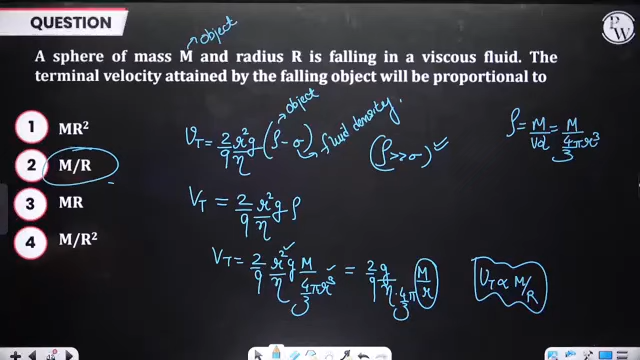 QUESTION
→ object
A sphere of mass M and radius R is falling in a viscous fluid. The
terminal velocity attained by the falling object will be proportional to
1 MR²
2 M/R
3 MR
4 M/R²
→ object
V_T = 2/9 r²g/η (ρ - σ) → fluid density.
(ρ >> σ)
ρ = M/Vol = M/(4/3 πr³)
V_T = 2/9 r²/η g ρ
V_T = 2/9 r²/η g M/(4/3 πr³) = 2/9 g/(η · 4/3 π) M/r
V_T ∝ M/R